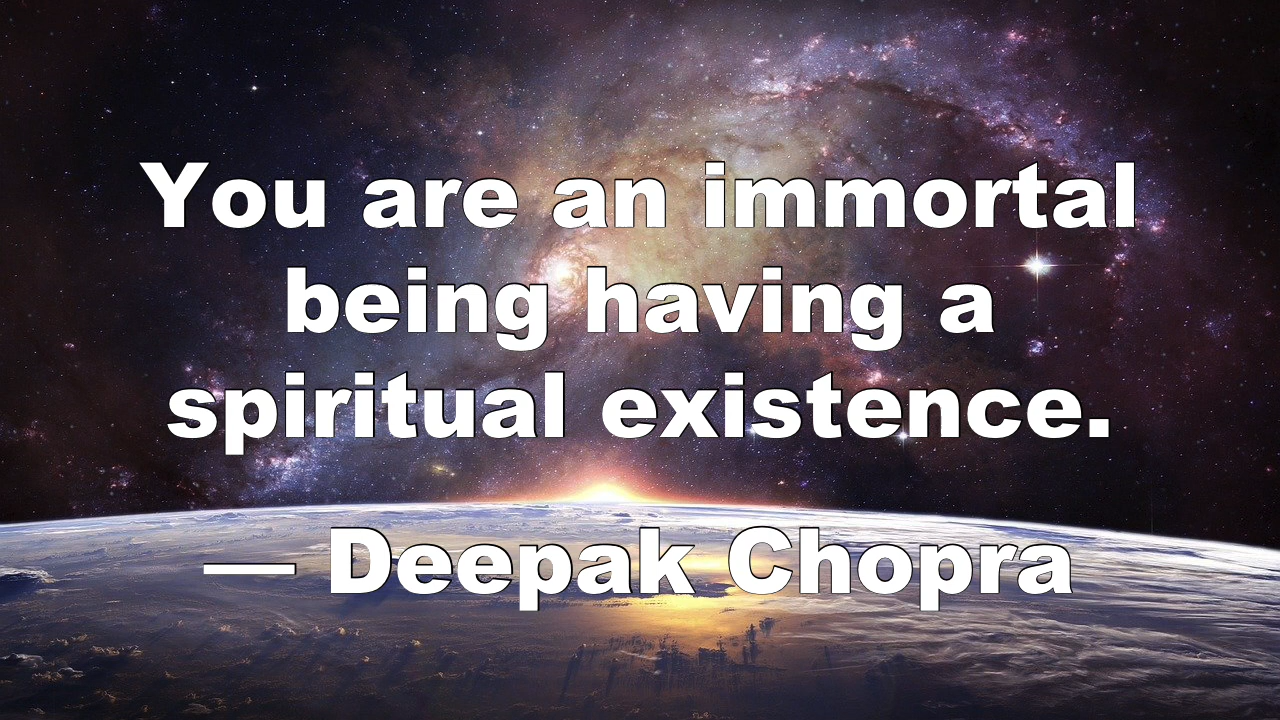 You are an immortal
being having a
spiritual existence.
— Deepak Chopra